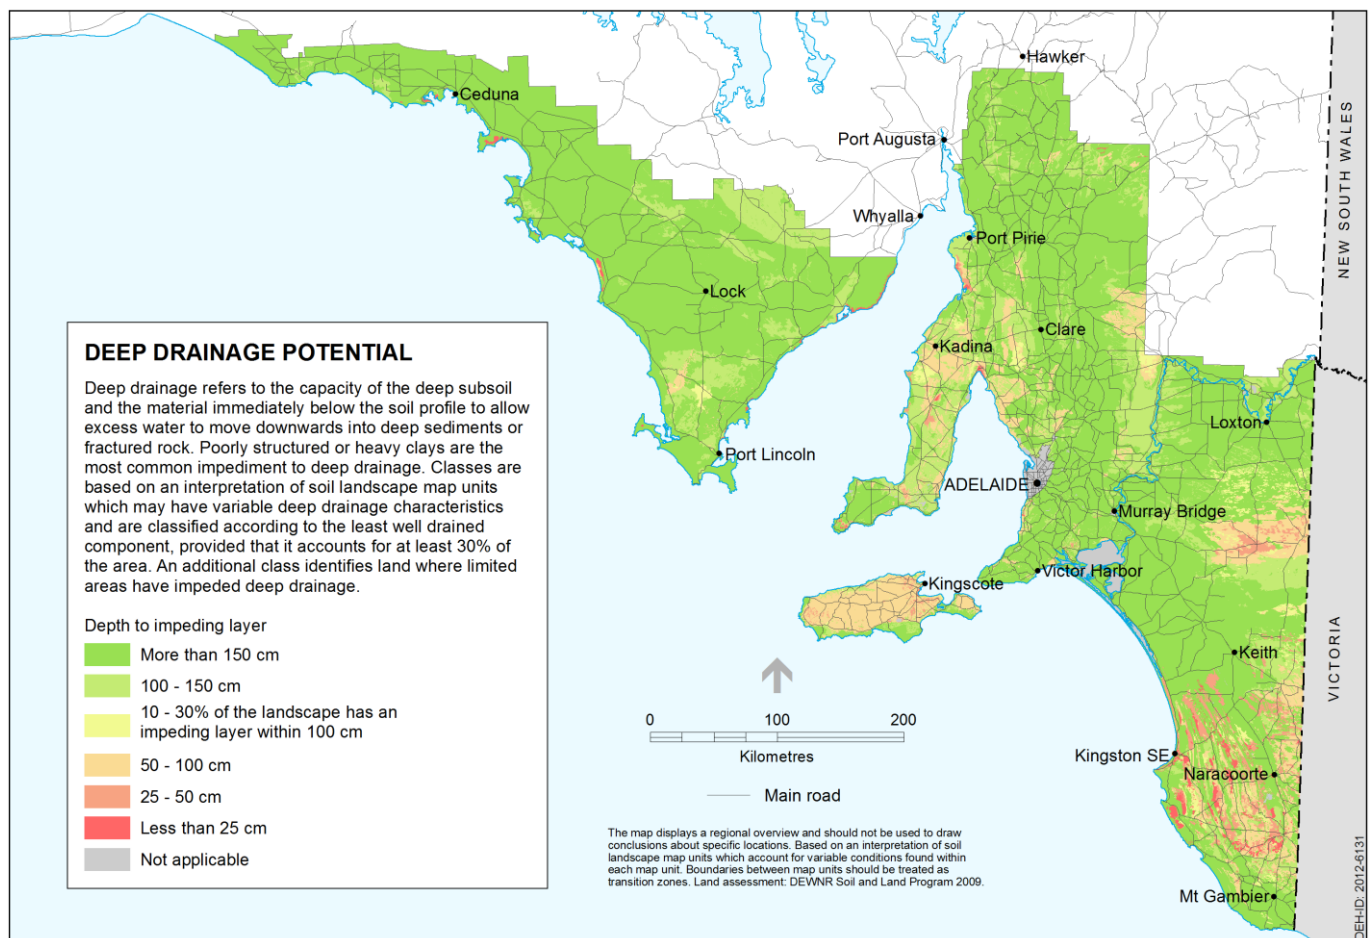 Hawker
Ceduna
Port Augusta
Whyalla
Port Pirie
Lock
Clare
Kadina
Loxton
Port Lincoln
ADELAIDE
Murray Bridge
Victor Harbor
Kingscote
Keith
Kingston SE
Naracoorte
Mt Gambier
NEW SOUTH WALES
VICTORIA
DEEP DRAINAGE POTENTIAL
Deep drainage refers to the capacity of the deep subsoil
and the material immediately below the soil profile to allow
excess water to move downwards into deep sediments or
fractured rock. Poorly structured or heavy clays are the
most common impediment to deep drainage. Classes are
based on an interpretation of soil landscape map units
which may have variable deep drainage characteristics
and are classified according to the least well drained
component, provided that it accounts for at least 30% of
the area. An additional class identifies land where limited
areas have impeded deep drainage.
Depth to impeding layer
More than 150 cm
100 - 150 cm
10 - 30% of the landscape has an
impeding layer within 100 cm
50 - 100 cm
25 - 50 cm
Less than 25 cm
Not applicable
0 100 200
Kilometres
Main road
The map displays a regional overview and should not be used to draw
conclusions about specific locations. Based on an interpretation of soil
landscape map units which account for variable conditions found within
each map unit. Boundaries between map units should be treated as
transition zones. Land assessment: DEWNR Soil and Land Program 2009.
DEH-ID: 2012-6131